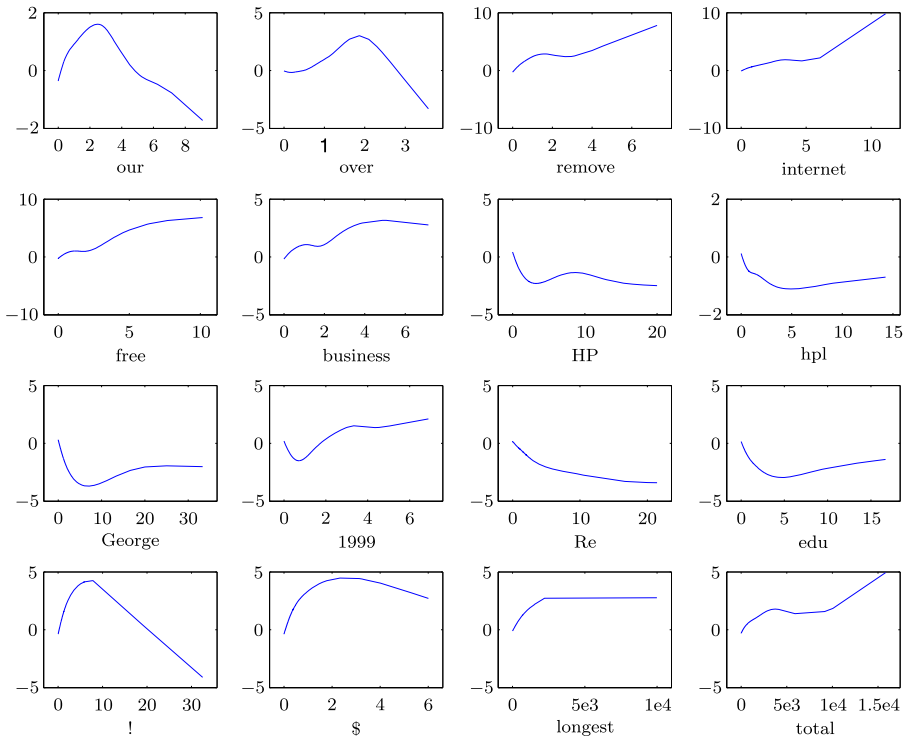 2 5 10 10
0 0 0 0
−2 −5 −10 −10
0 2 4 6 8 0 1 2 3 0 2 4 6 8 0 5 10
our over remove internet
10 5 5 2
0 0 0 0
−10 −5 −5 −2
0 5 10 0 2 4 6 0 5 10 15 20 0 5 10 15
free business HP hpl
5 5 5 5
0 0 0 0
−5 −5 −5 −5
0 10 20 30 0 2 4 6 0 10 20 0 5 10 15
George 1999 Re edu
5 5 5 5
0 0 0 0
−5 −5 −5 −5
0 10 20 30 0 2 4 6 0 5e3 1e4 0 5e3 1e4 1.5e4
! $ longest total